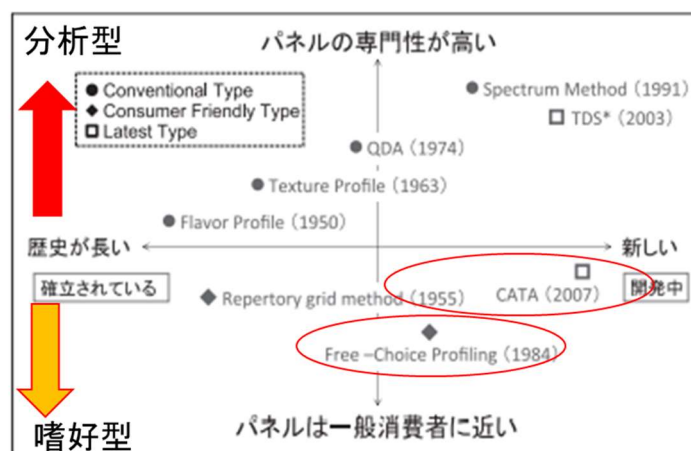 分析型
パネルの専門性が高い
● Conventional Type
◆ Consumer Friendly Type
□ Latest Type
Spectrum Method (1991)
TDS* (2003)
QDA (1974)
Texture Profile (1963)
Flavor Profile (1950)
歴史が長い
新しい
確立されている
開発中
Repertory grid method (1955)
CATA (2007)
Free –Choice Profiling (1984)
嗜好型
パネルは一般消費者に近い